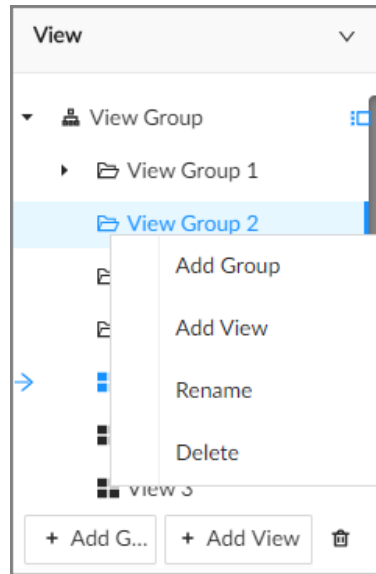 View
View Group
View Group 1
View Group 2
Add Group
Add View
Rename
Delete
View 3
+ Add G...
+ Add View